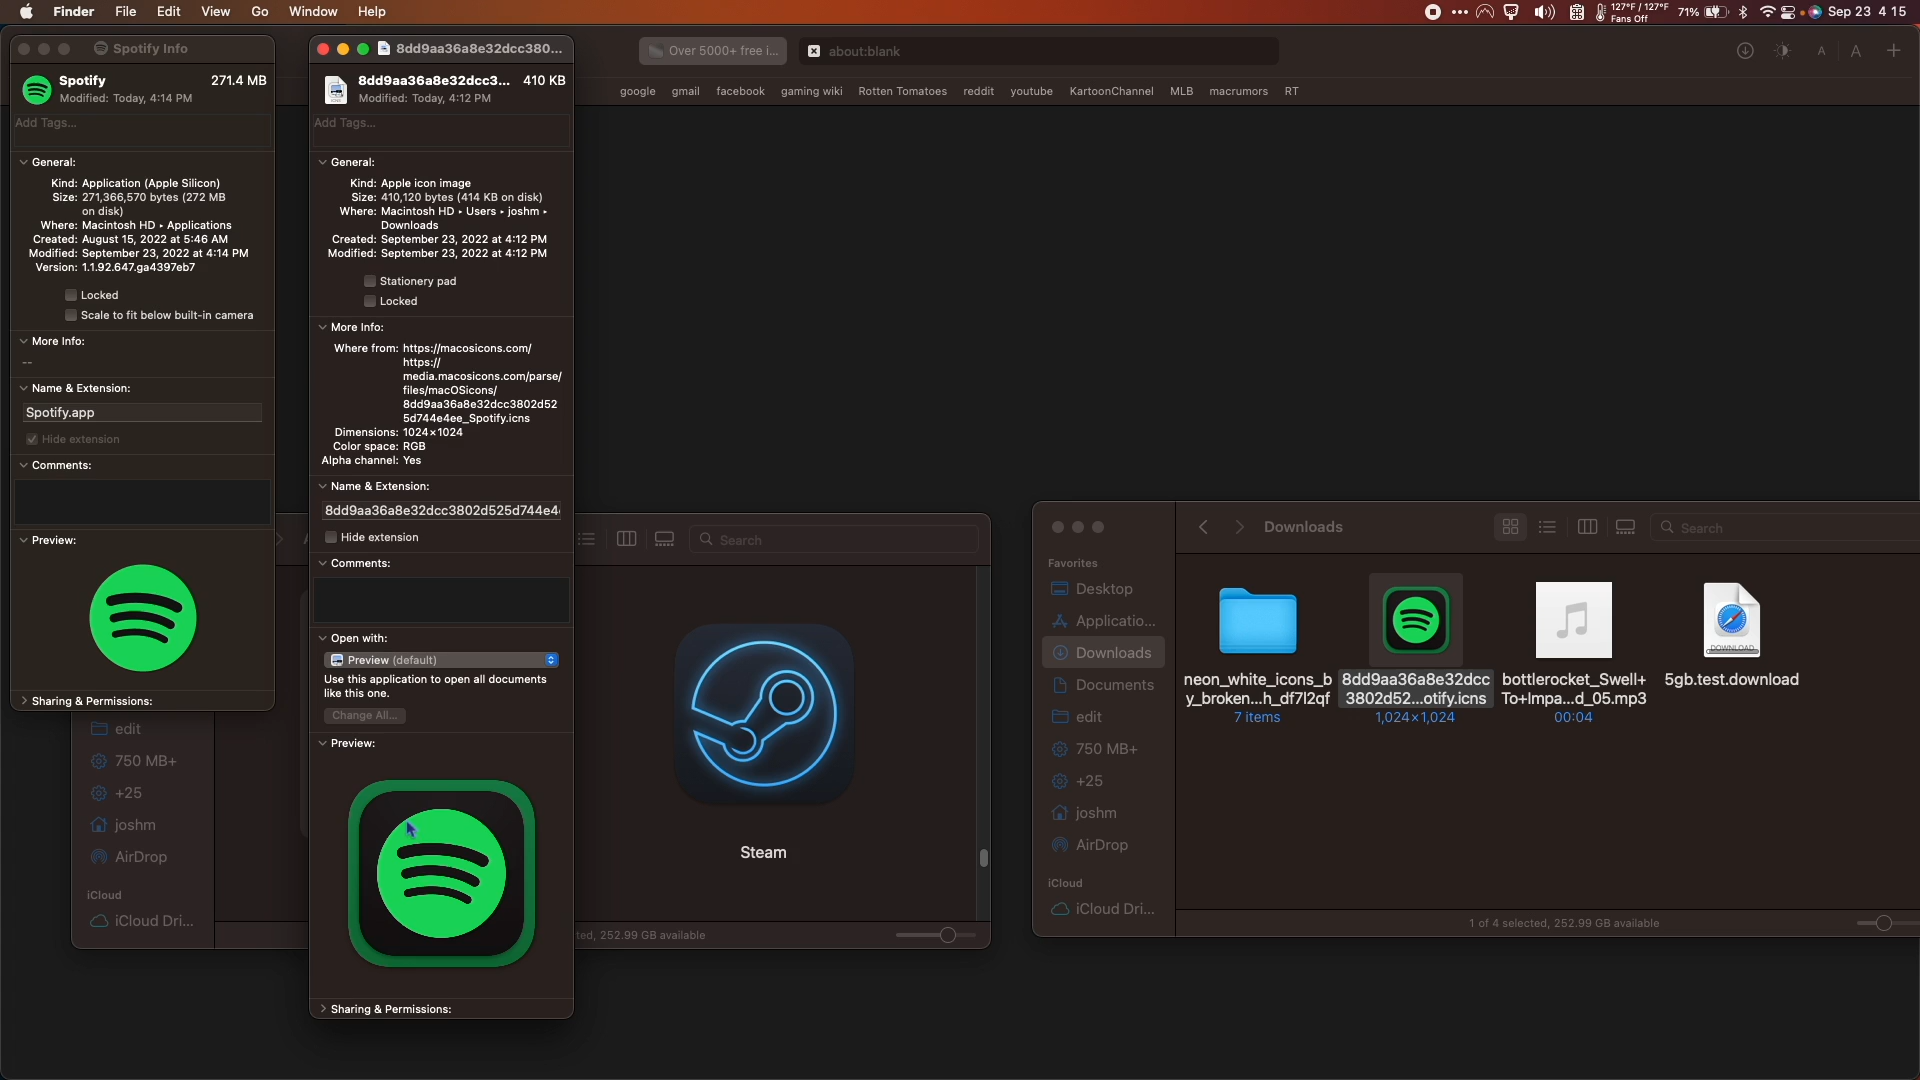 Finder File Edit View Go Window Help
127°F / 127°F
Fans Off
71%
Sep 23 4 15
Spotify Info
Spotify 271.4 MB
Modified: Today, 4:14 PM
Add Tags...
General:
Kind: Application (Apple Silicon)
Size: 271,366,570 bytes (272 MB
on disk)
Where: Macintosh HD ▸ Applications
Created: August 15, 2022 at 5:46 AM
Modified: September 23, 2022 at 4:14 PM
Version: 1.1.92.647.ga4397eb7
Locked
Scale to fit below built-in camera
More Info:
--
Name & Extension:
Spotify.app
Hide extension
Comments:
Preview:
Sharing & Permissions:
8dd9aa36a8e32dcc380...
8dd9aa36a8e32dcc3... 410 KB
Modified: Today, 4:12 PM
Add Tags...
General:
Kind: Apple icon image
Size: 410,120 bytes (414 KB on disk)
Where: Macintosh HD ▸ Users ▸ joshm ▸
Downloads
Created: September 23, 2022 at 4:12 PM
Modified: September 23, 2022 at 4:12 PM
Stationery pad
Locked
More Info:
Where from: https://macosicons.com/
https://
media.macosicons.com/parse/
files/macOSicons/
8dd9aa36a8e32dcc3802d52
5d744e4ee_Spotify.icns
Dimensions: 1024×1024
Color space: RGB
Alpha channel: Yes
Name & Extension:
8dd9aa36a8e32dcc3802d525d744e4
Hide extension
Comments:
Open with:
Preview (default)
Use this application to open all documents
like this one.
Change All...
Preview:
Sharing & Permissions:
Over 5000+ free i...
about:blank
A A
google gmail facebook gaming wiki Rotten Tomatoes reddit youtube KartoonChannel MLB macrumors RT
Search
edit
750 MB+
+25
joshm
AirDrop
iCloud
iCloud Dri...
Steam
ted, 252.99 GB available
Downloads
Search
Favorites
Desktop
Applicatio...
Downloads
Documents
edit
750 MB+
+25
joshm
AirDrop
iCloud
iCloud Dri...
neon_white_icons_b
y_broken...h_df7l2qf
7 items
8dd9aa36a8e32dcc
3802d52...otify.icns
1,024×1,024
bottlerocket_Swell+
To+Impa...d_05.mp3
00:04
DOWNLOAD
5gb.test.download
1 of 4 selected, 252.99 GB available